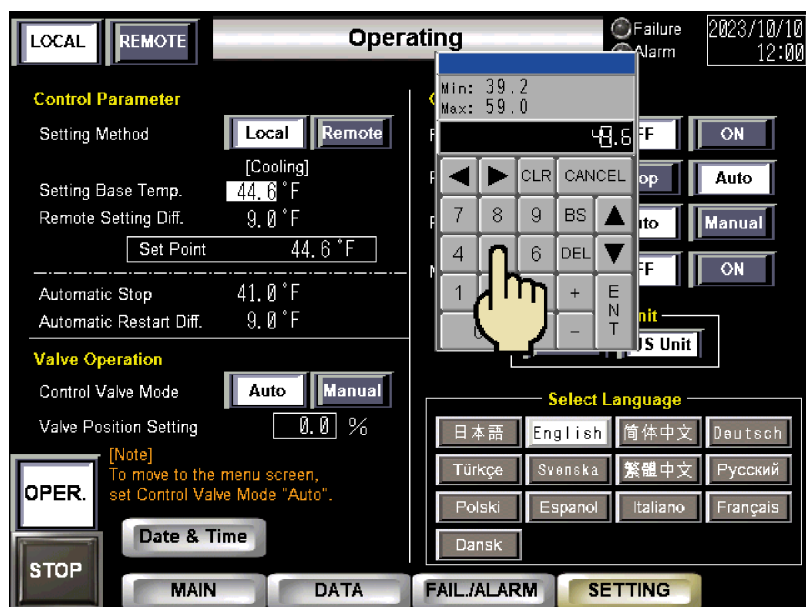 LOCAL REMOTE Operating Failure 2023/10/10
Alarm 12:00
Control Parameter
Setting Method Local Remote
[Cooling]
Setting Base Temp. 44.6 °F
Remote Setting Diff. 9.0 °F
Set Point 44.6 °F
Automatic Stop 41.0 °F
Automatic Restart Diff. 9.0 °F
Valve Operation
Control Valve Mode Auto Manual
Valve Position Setting 0.0 %
[Note]
To move to the menu screen,
set Control Valve Mode "Auto".
OPER.
STOP
Date & Time
Min: 39.2
Max: 59.0
CLR CANCEL
7 8 9 BS
4 6 DEL
1 + ENT
-
ON
Auto
Manual
ON
US Unit
Select Language
日本語 English 简体中文 Deutsch
Türkçe Svenska 繁體中文 Русский
Polski Espanol Italiano Français
Dansk
MAIN DATA FAIL./ALARM SETTING